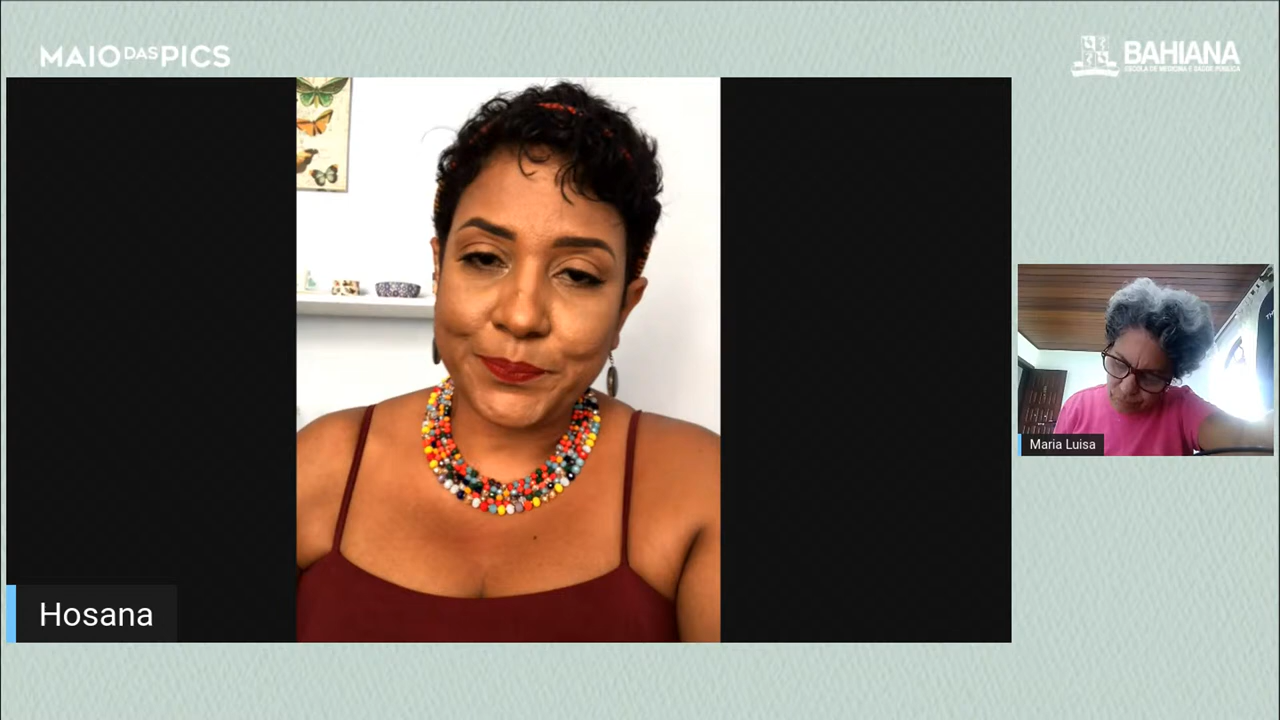 MAIO DAS PICS
BAHIANA
ESCOLA DE MEDICINA E SAÚDE PÚBLICA
Maria Luisa
Hosana